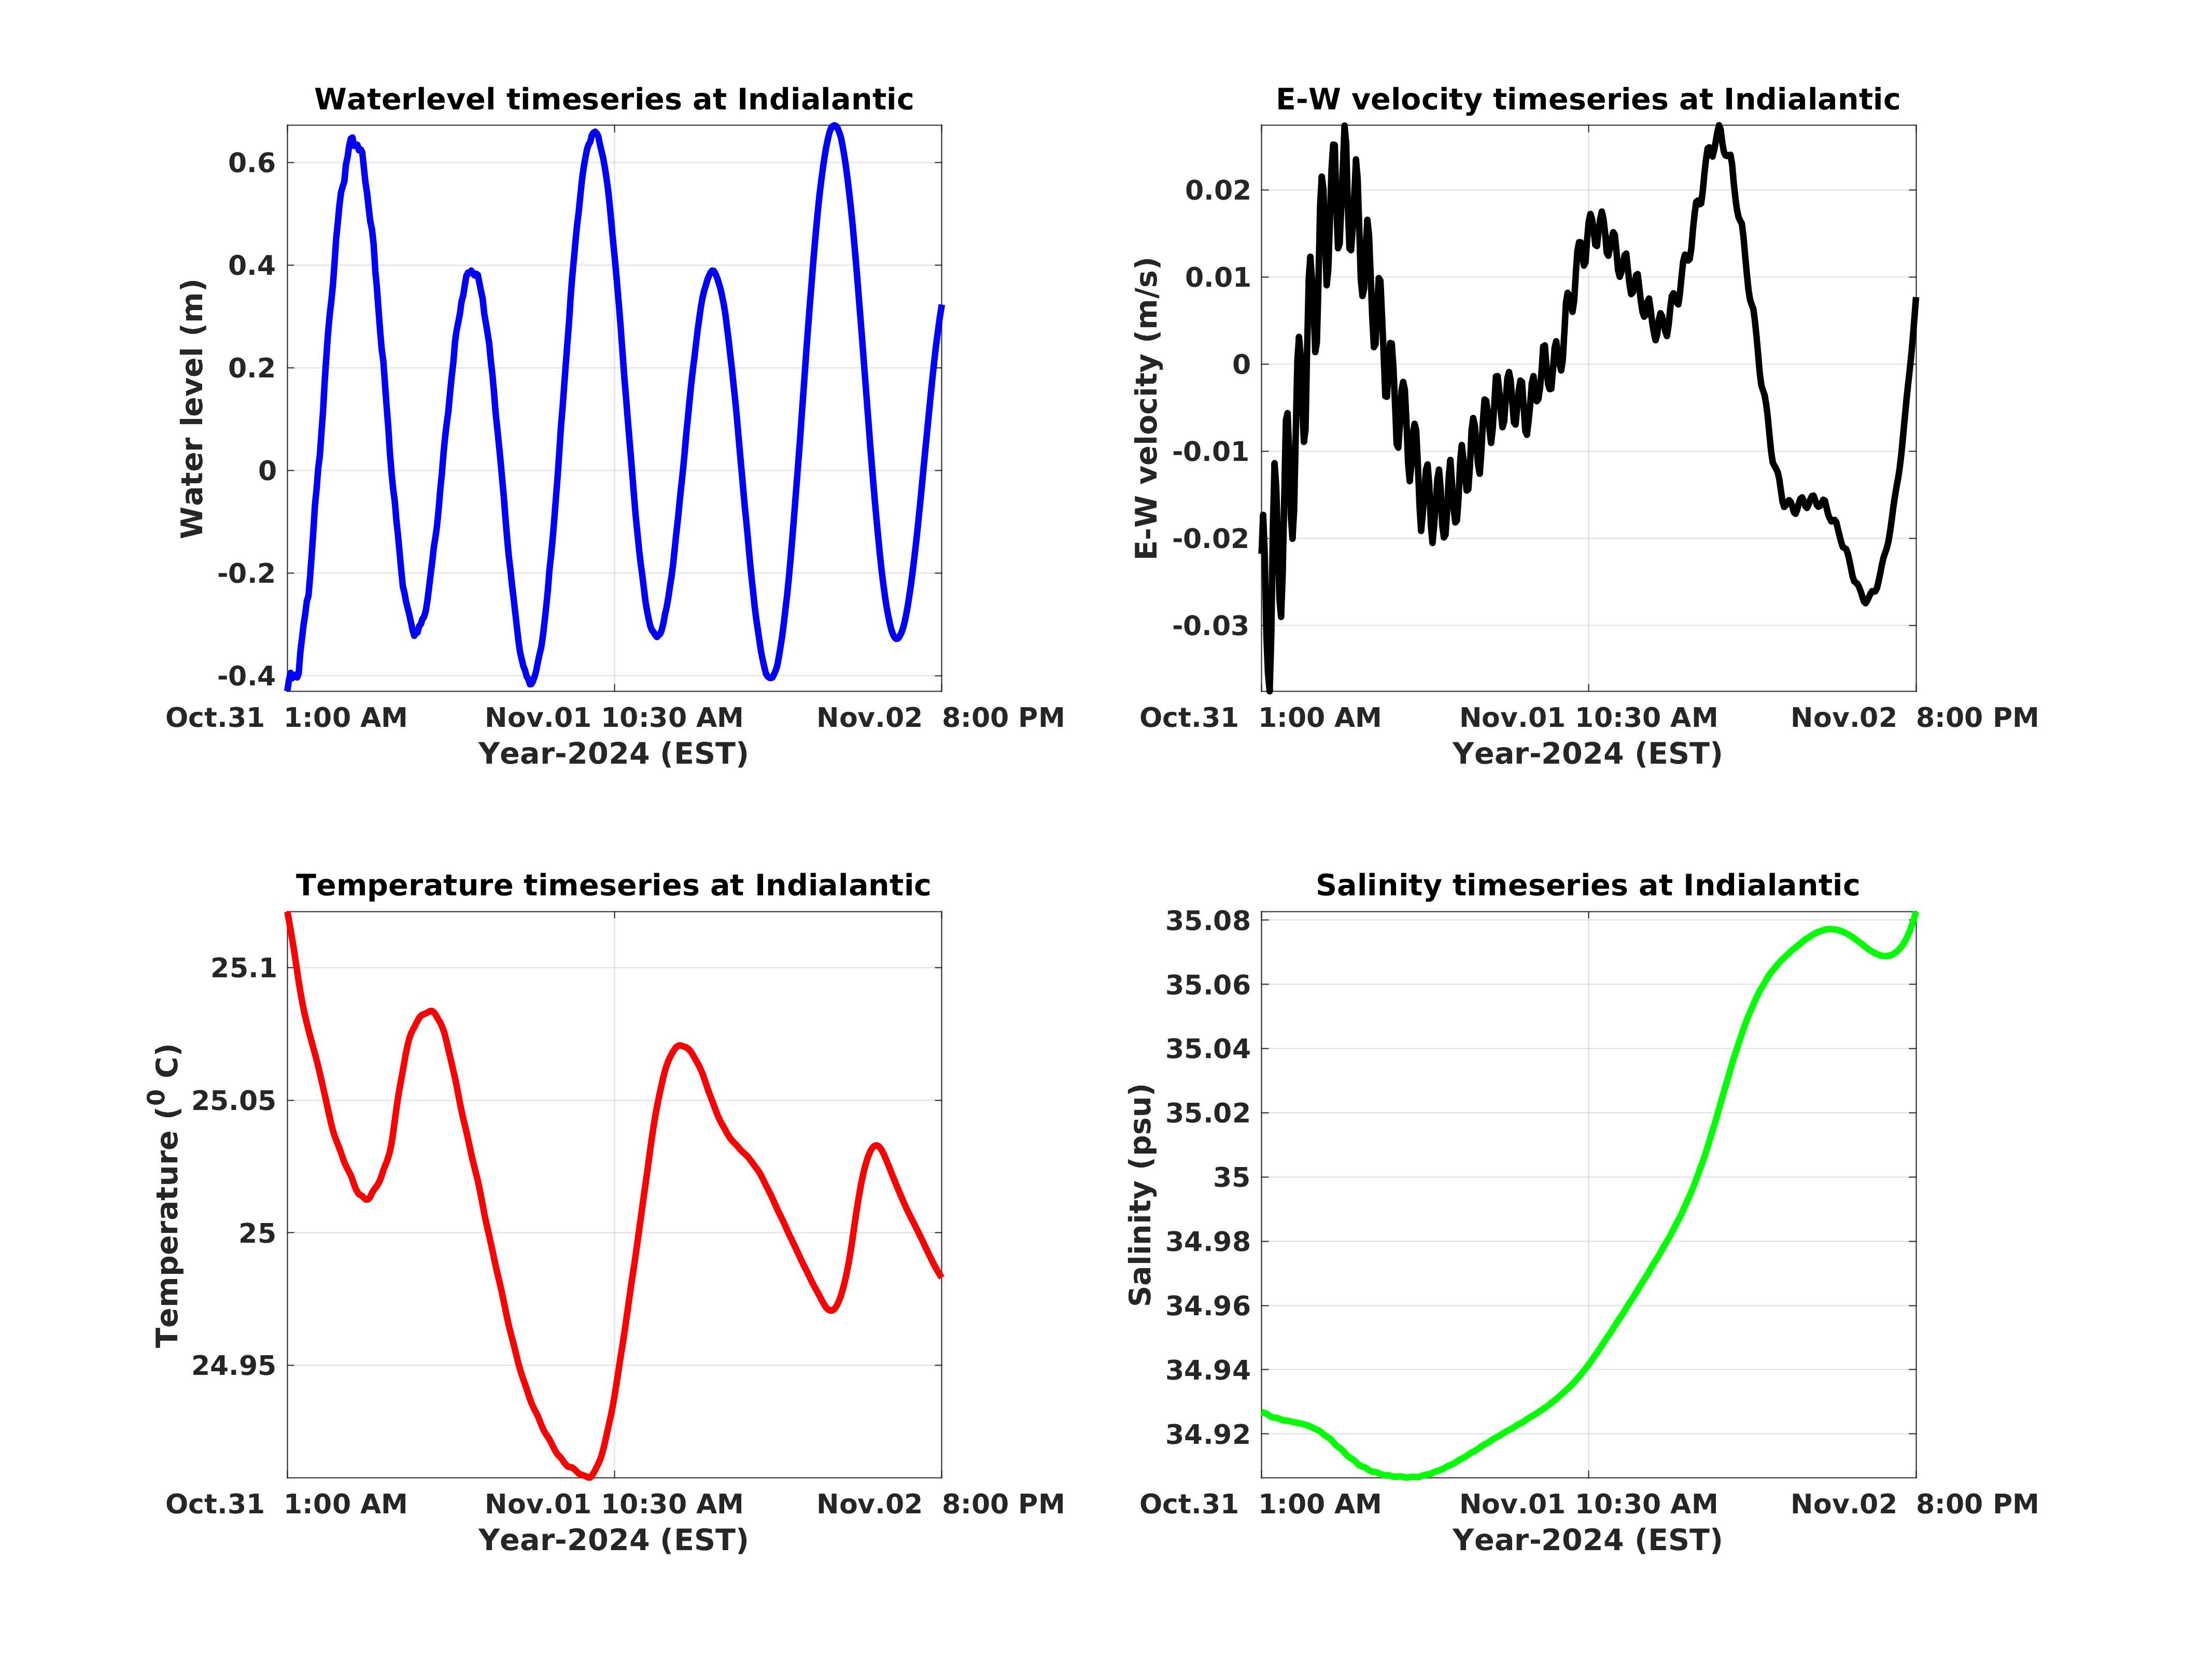 Waterlevel timeseries at Indialantic
0.6
0.4
0.2
0
-0.2
-0.4
Water level (m)
Oct.31 1:00 AM Nov.01 10:30 AM Nov.02 8:00 PM
Year-2024 (EST)
E-W velocity timeseries at Indialantic
0.02
0.01
0
-0.01
-0.02
-0.03
E-W velocity (m/s)
Oct.31 1:00 AM Nov.01 10:30 AM Nov.02 8:00 PM
Year-2024 (EST)
Temperature timeseries at Indialantic
25.1
25.05
25
24.95
Temperature (⁰ C)
Oct.31 1:00 AM Nov.01 10:30 AM Nov.02 8:00 PM
Year-2024 (EST)
Salinity timeseries at Indialantic
35.08
35.06
35.04
35.02
35
34.98
34.96
34.94
34.92
Salinity (psu)
Oct.31 1:00 AM Nov.01 10:30 AM Nov.02 8:00 PM
Year-2024 (EST)